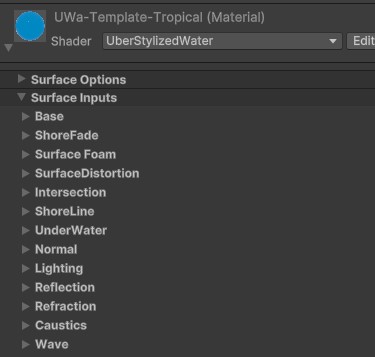 UWa-Template-Tropical (Material)
Shader UberStylizedWater Edit
Surface Options
Surface Inputs
Base
ShoreFade
Surface Foam
SurfaceDistortion
Intersection
ShoreLine
UnderWater
Normal
Lighting
Reflection
Refraction
Caustics
Wave